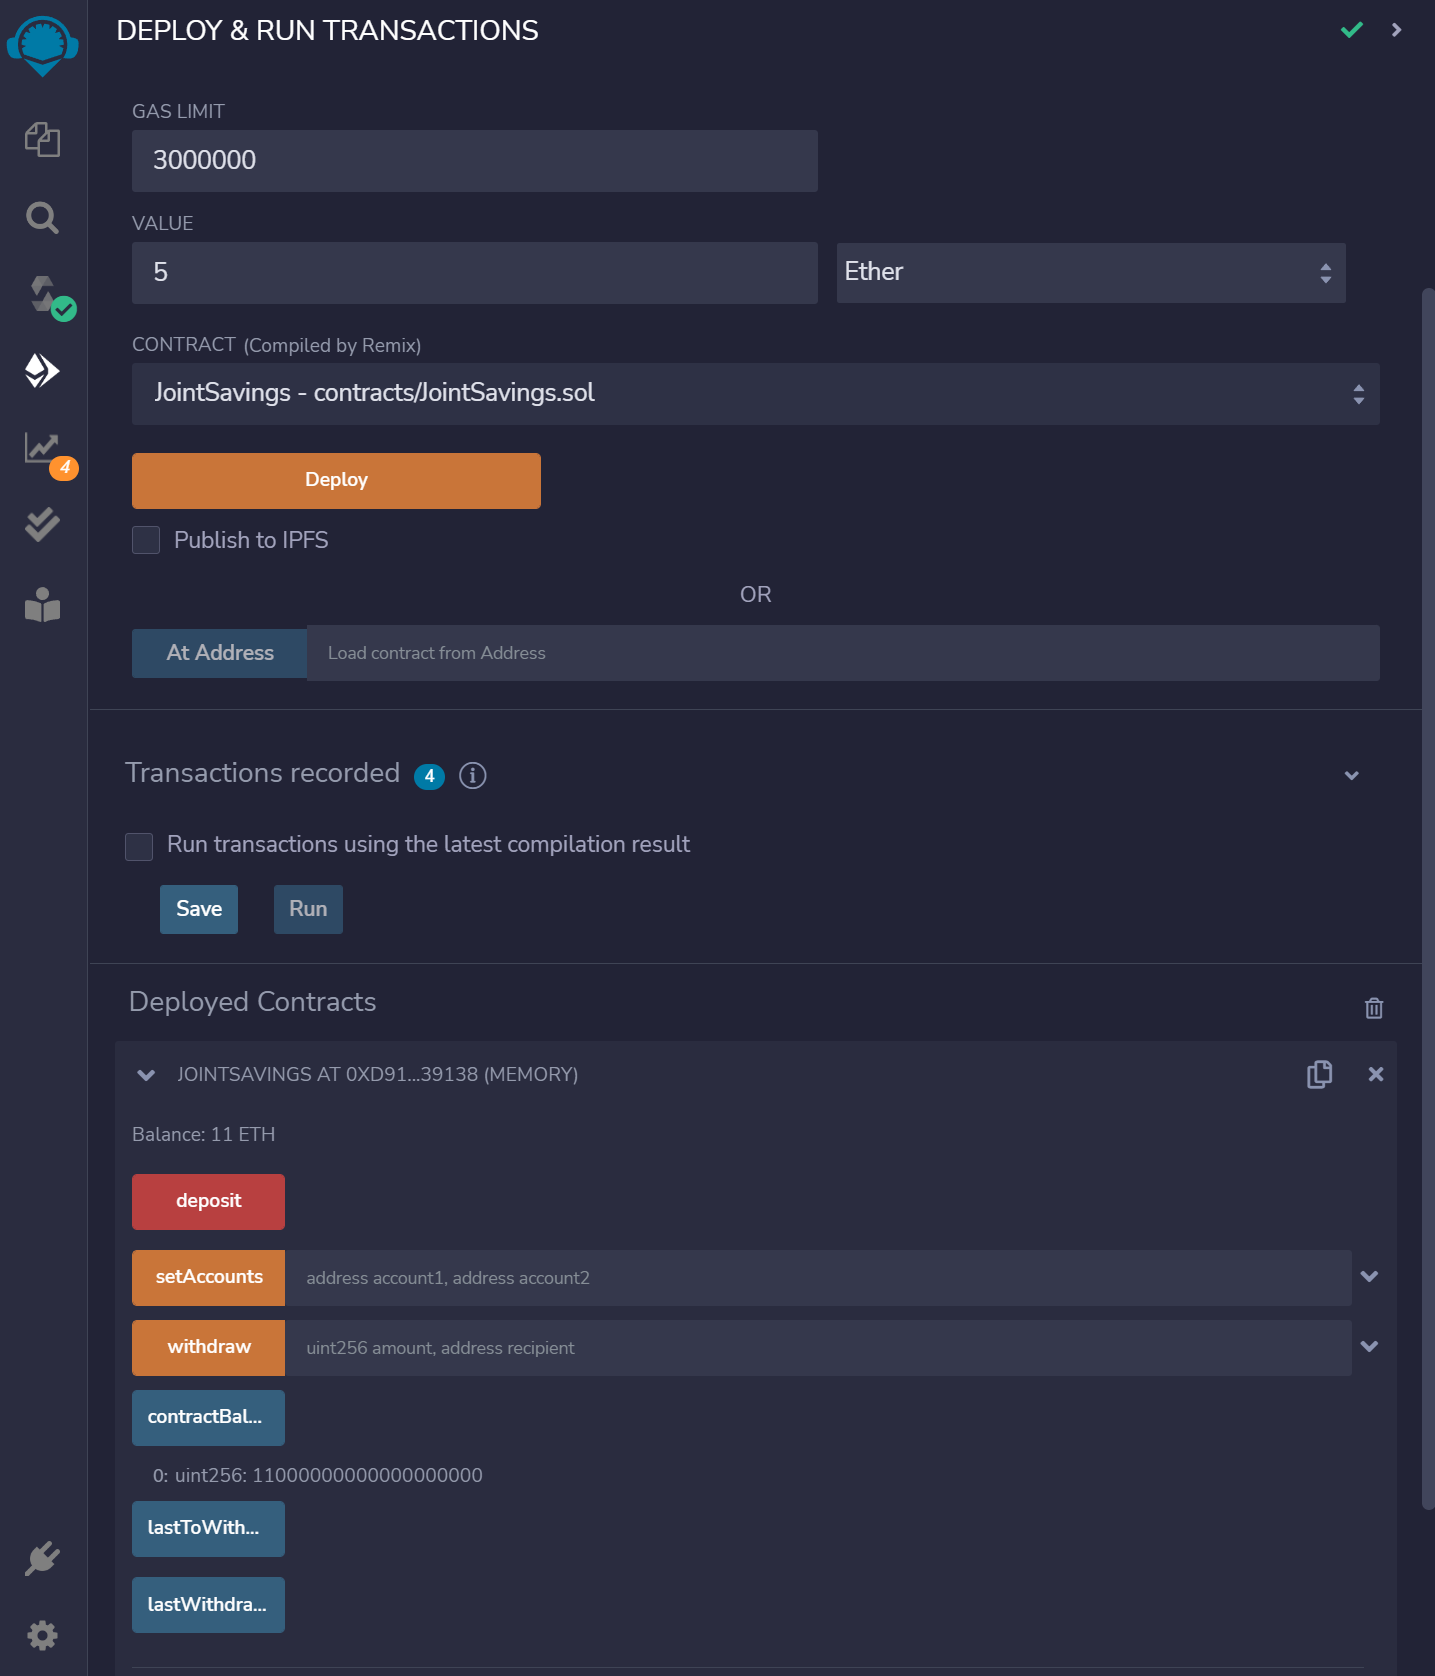 DEPLOY & RUN TRANSACTIONS
GAS LIMIT
3000000
VALUE
5
Ether
CONTRACT (Compiled by Remix)
JointSavings - contracts/JointSavings.sol
4
Deploy
Publish to IPFS
OR
At Address
Load contract from Address
Transactions recorded 4 i
Run transactions using the latest compilation result
Save
Run
Deployed Contracts
JOINTSAVINGS AT 0XD91...39138 (MEMORY)
Balance: 11 ETH
deposit
setAccounts
address account1, address account2
withdraw
uint256 amount, address recipient
contractBal...
0: uint256: 11000000000000000000
lastToWith...
lastWithdra...